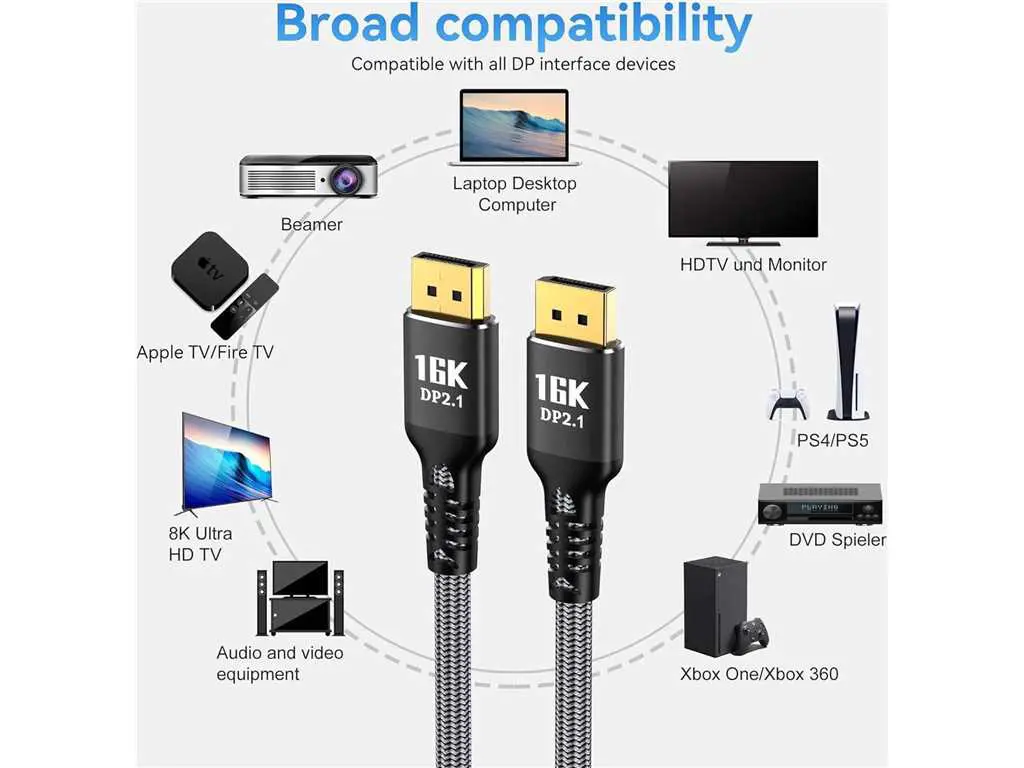 Broad compatibility
Compatible with all DP interface devices
Laptop Desktop
Computer
Beamer
HDTV und Monitor
tv
Apple TV/Fire TV
16K
DP2.1
16K
DP2.1
PS4/PS5
8K Ultra
HD TV
PLAYING
DVD Spieler
Audio and video
equipment
Xbox One/Xbox 360